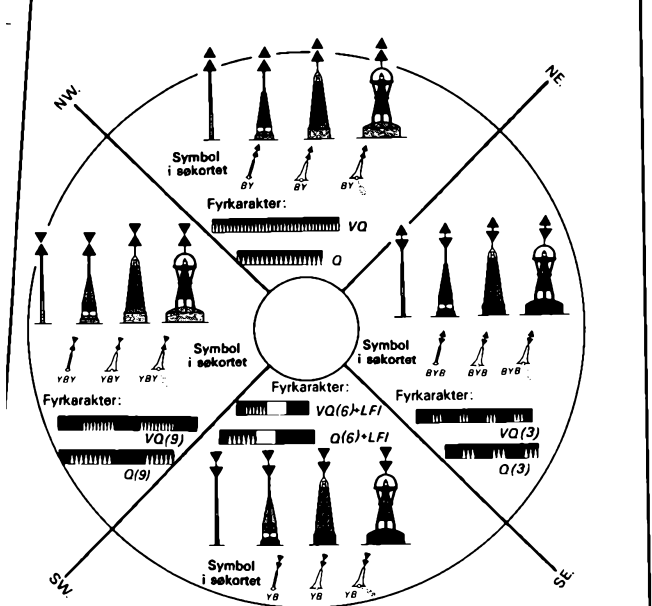 NW.
NE.
Symbol
i søkortet
BY BY BY
Fyrkarakter:
VQ
Q
Symbol
i søkortet
YBY YBY YBY
Fyrkarakter:
VQ(9)
Q(9)
Symbol
i søkortet
BYB BYB BYB
Fyrkarakter:
VQ(3)
Q(3)
Fyrkarakter:
VQ(6)+LFl
Q(6)+LFl
Symbol
i søkortet
YB YB YB
SW.
SE.